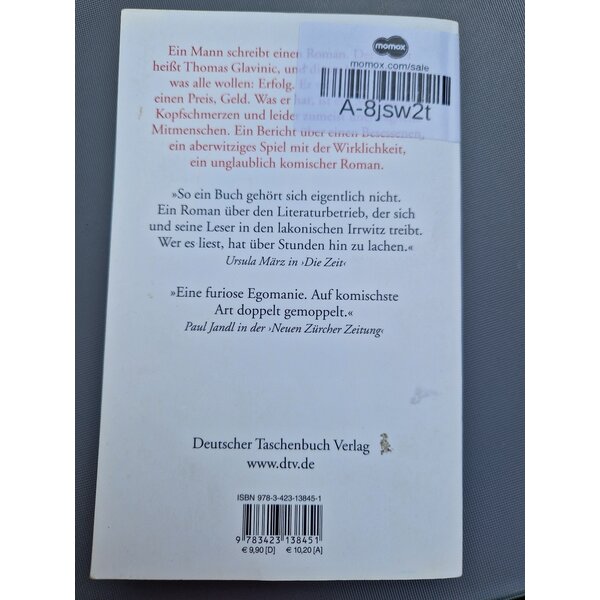 momox
momox.com/sale
A-8jsw2t
Ein Mann schreibt einen Roman.
heißt Thomas Glavinic, und
was alle wollen: Erfolg.
einen Preis, Geld. Was er hat, ist
Kopfschmerzen und leider zumeist
Mitmenschen. Ein Bericht über einen Besessenen,
ein aberwitziges Spiel mit der Wirklichkeit,
ein unglaublich komischer Roman.
»So ein Buch gehört sich eigentlich nicht.
Ein Roman über den Literaturbetrieb, der sich
und seine Leser in den lakonischen Irrwitz treibt.
Wer es liest, hat über Stunden hin zu lachen.«
Ursula März in ›Die Zeit‹
»Eine furiose Egomanie. Auf komischste
Art doppelt gemoppelt.«
Paul Jandl in der ›Neuen Zürcher Zeitung‹
Deutscher Taschenbuch Verlag
www.dtv.de
ISBN 978-3-423-13845-1
9 783423 138451
€ 9,90 [D] € 10,20 [A]